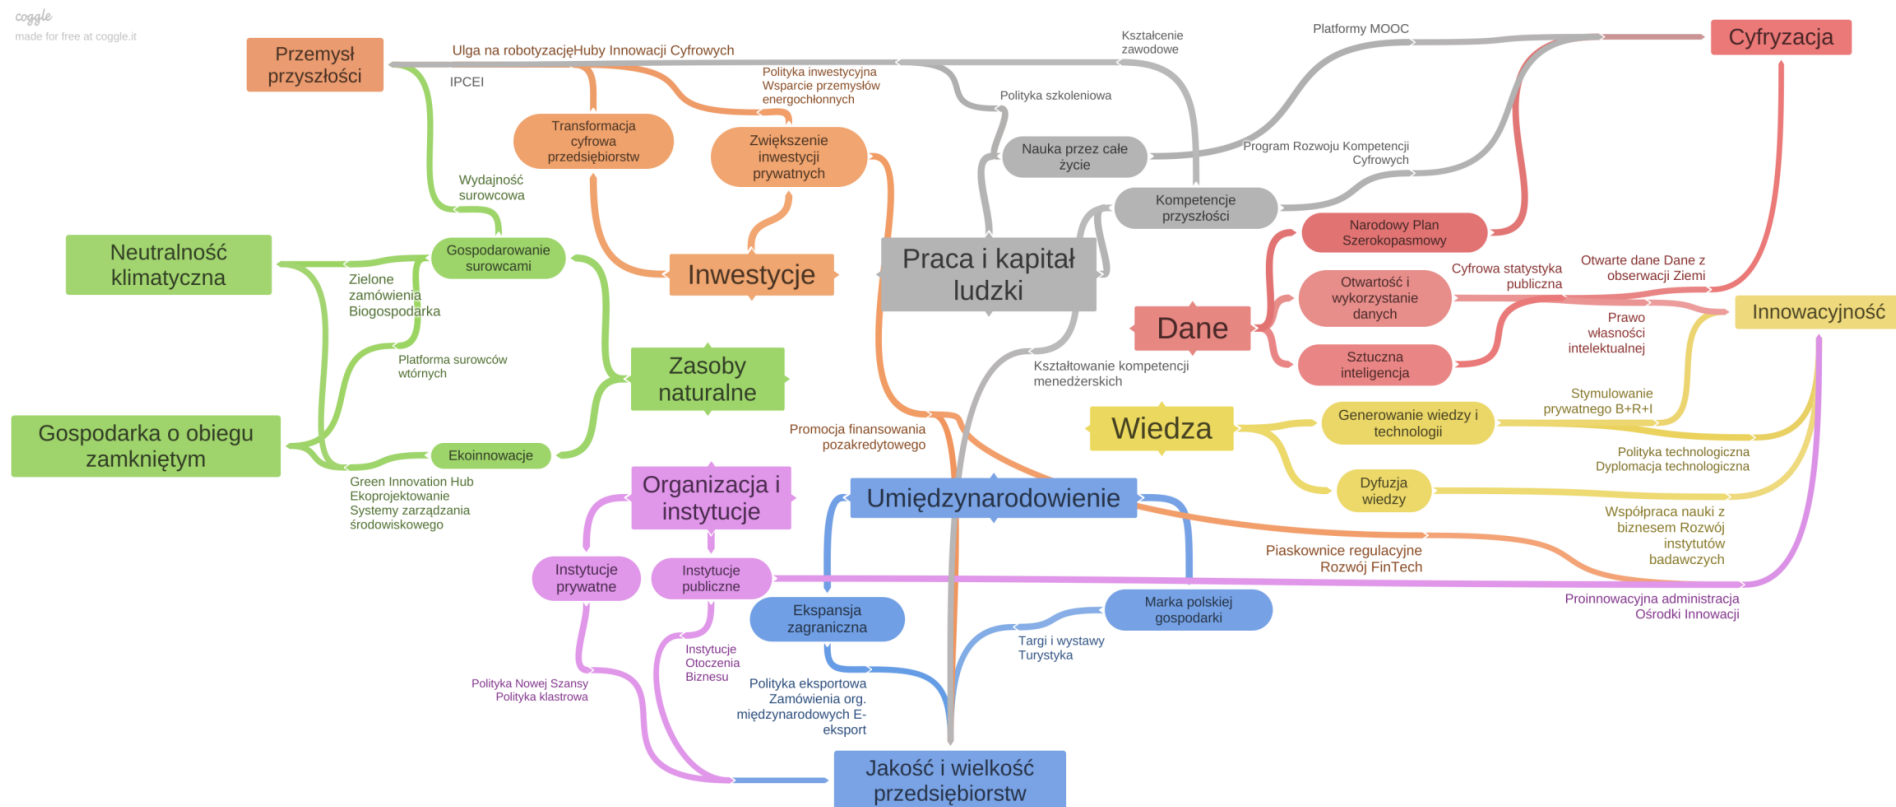 coggle
made for free at coggle.it
Przemysł
przyszłości
Ulga na robotyzacjęHuby Innowacji Cyfrowych
IPCEI
Polityka inwestycyjna
Wsparcie przemysłów
energochłonnych
Kształcenie
zawodowe
Platformy MOOC
Cyfryzacja
Polityka szkoleniowa
Transformacja
cyfrowa
przedsiębiorstw
Zwiększenie
inwestycji
prywatnych
Nauka przez całe
życie
Program Rozwoju Kompetencji
Cyfrowych
Wydajność
surowcowa
Kompetencje
przyszłości
Narodowy Plan
Szerokopasmowy
Neutralność
klimatyczna
Gospodarowanie
surowcami
Inwestycje
Praca i kapitał
ludzki
Zielone
zamówienia
Biogospodarka
Otwartość i
wykorzystanie
danych
Cyfrowa statystyka
publiczna
Otwarte dane Dane z
obserwacji Ziemi
Innowacyjność
Dane
Prawo
własności
intelektualnej
Platforma surowców
wtórnych
Zasoby
naturalne
Kształtowanie kompetencji
menedżerskich
Sztuczna
inteligencja
Stymulowanie
prywatnego B+R+I
Gospodarka o obiegu
zamkniętym
Ekoinnowacje
Promocja finansowania
pozakredytowego
Wiedza
Generowanie wiedzy i
technologii
Polityka technologiczna
Dyplomacja technologiczna
Green Innovation Hub
Ekoprojektowanie
Systemy zarządzania
środowiskowego
Organizacja i
instytucje
Umiędzynarodowienie
Dyfuzja
wiedzy
Współpraca nauki z
biznesem Rozwój
instytutów
badawczych
Piaskownice regulacyjne
Rozwój FinTech
Instytucje
prywatne
Instytucje
publiczne
Ekspansja
zagraniczna
Marka polskiej
gospodarki
Proinnowacyjna administracja
Ośrodki Innowacji
Instytucje
Otoczenia
Biznesu
Targi i wystawy
Turystyka
Polityka Nowej Szansy
Polityka klastrowa
Polityka eksportowa
Zamówienia org.
międzynarodowych E-
eksport
Jakość i wielkość
przedsiębiorstw